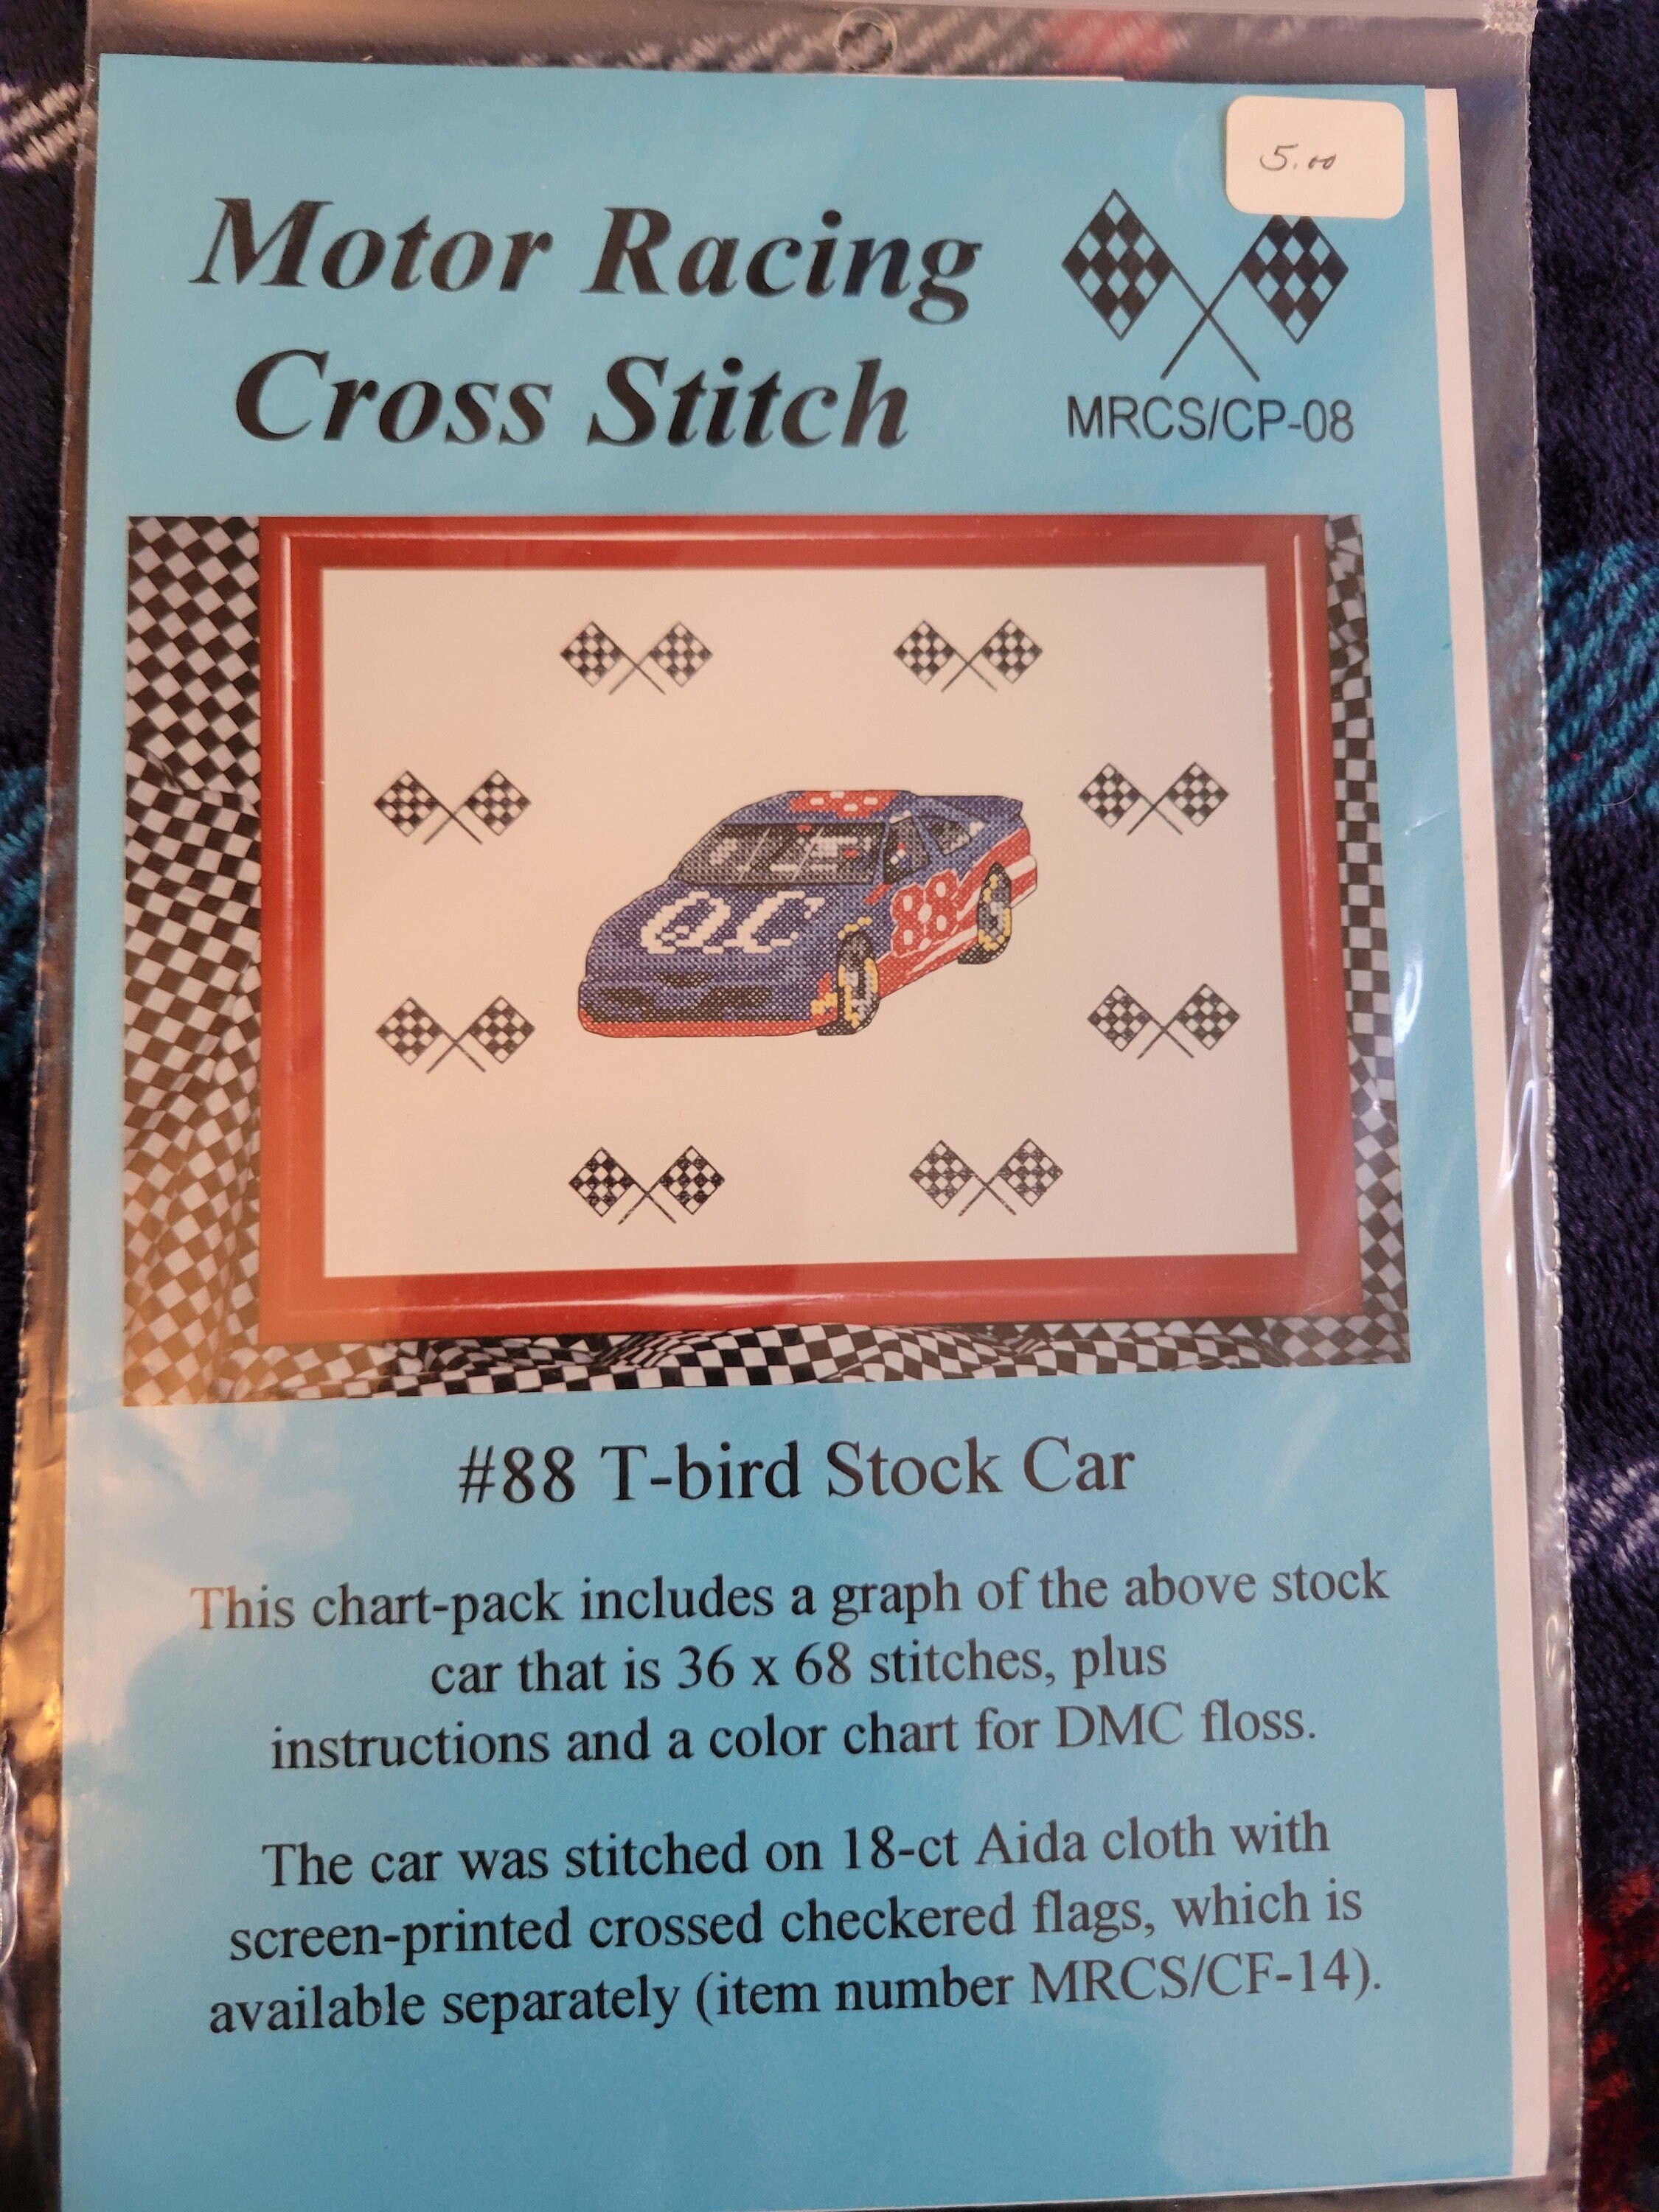 5.00
Motor Racing
Cross Stitch
MRCS/CP-08
QC
88
#88 T-bird Stock Car
This chart-pack includes a graph of the above stock
car that is 36 x 68 stitches, plus
instructions and a color chart for DMC floss.
The car was stitched on 18-ct Aida cloth with
screen-printed crossed checkered flags, which is
available separately (item number MRCS/CF-14).